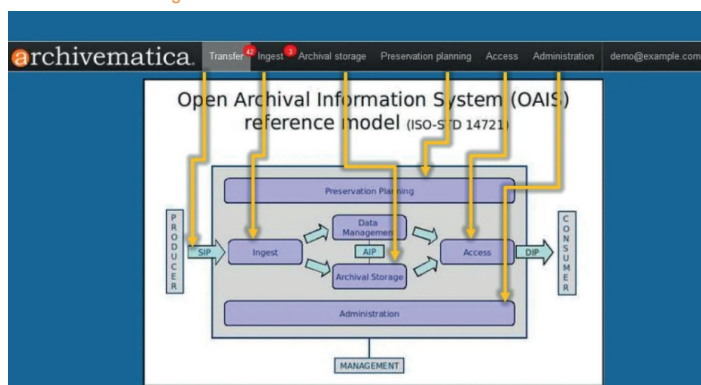 archivematica. Transfer 42 Ingest 3 Archival storage Preservation planning Access Administration demo@example.com
Open Archival Information System (OAIS)
reference model (ISO-STD 14721)
Preservation Planning
PRODUCER
SIP
Ingest
Data
Management
AIP
Archival Storage
Access
DIP
CONSUMER
Administration
MANAGEMENT